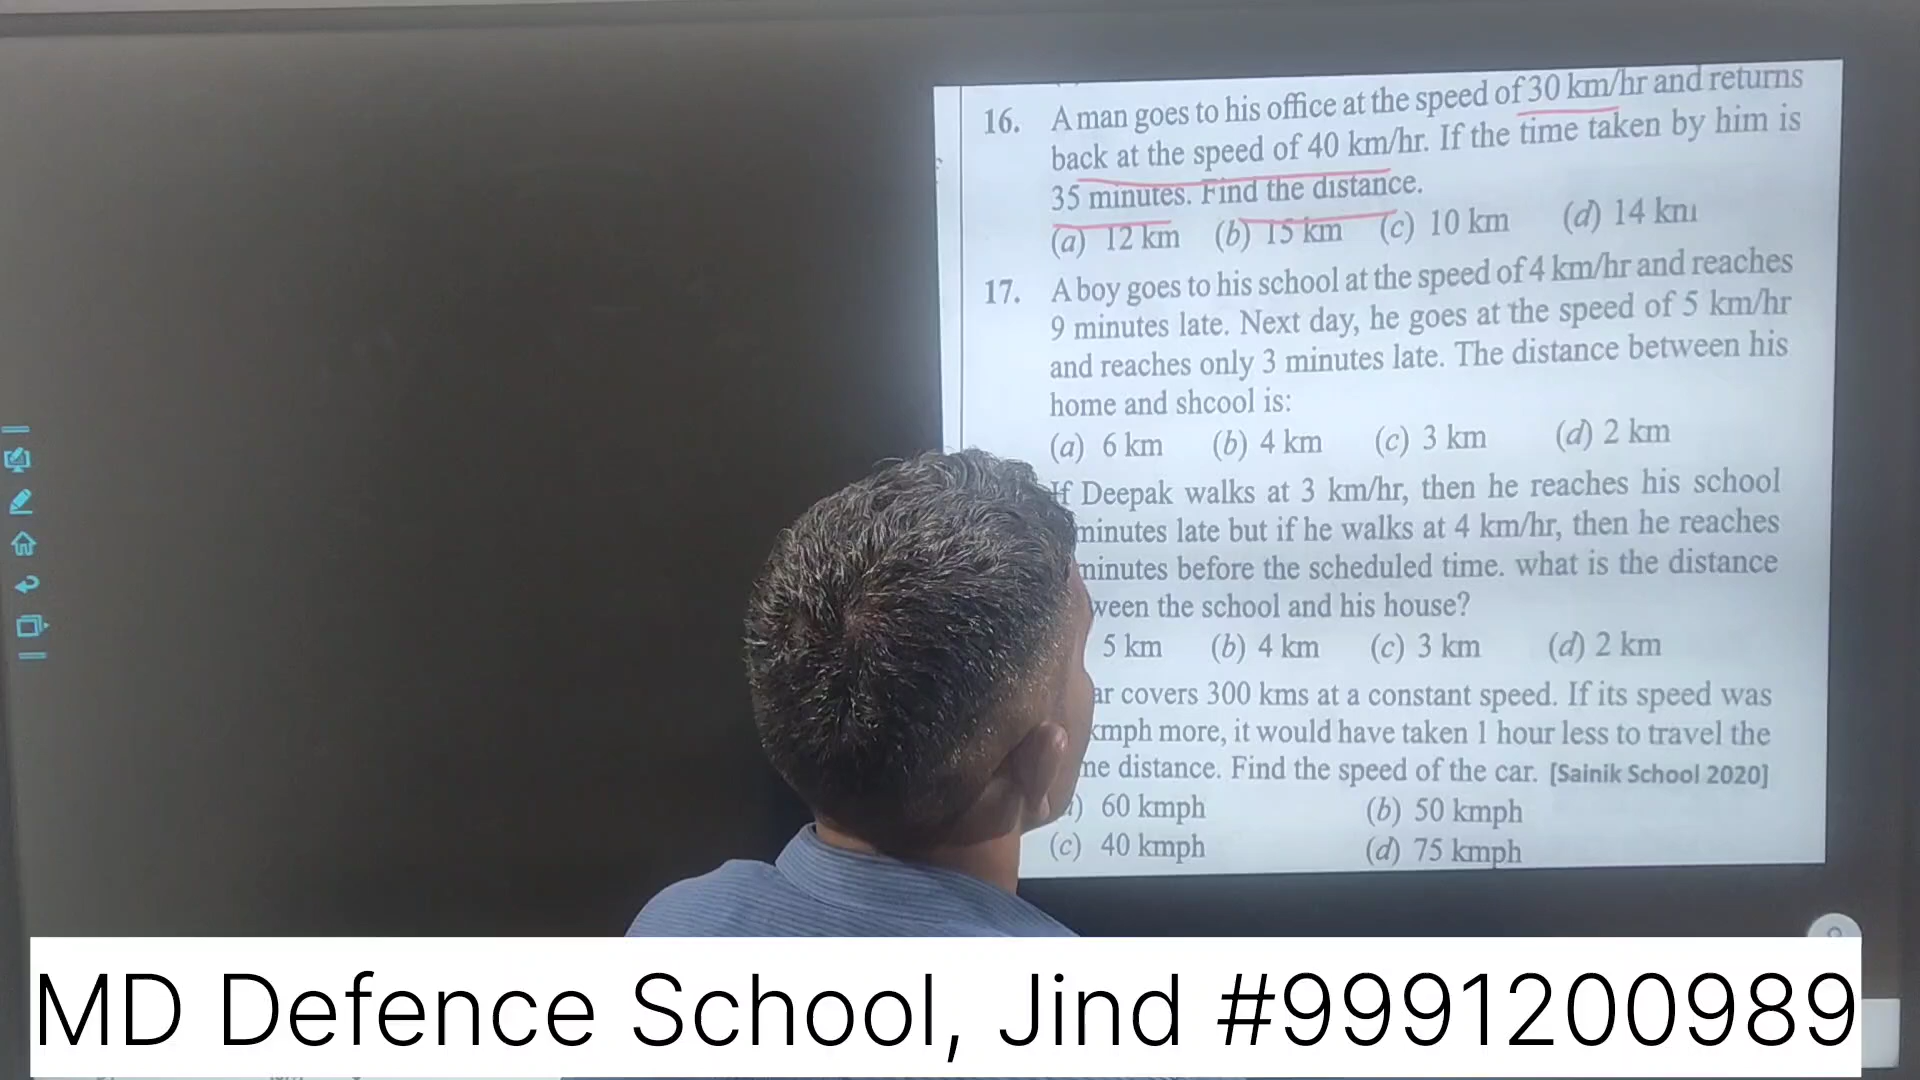 16. A man goes to his office at the speed of 30 km/hr and returns
back at the speed of 40 km/hr. If the time taken by him is
35 minutes. Find the distance.
(a) 12 km (b) 15 km (c) 10 km (d) 14 km
17. A boy goes to his school at the speed of 4 km/hr and reaches
9 minutes late. Next day, he goes at the speed of 5 km/hr
and reaches only 3 minutes late. The distance between his
home and shcool is:
(a) 6 km (b) 4 km (c) 3 km (d) 2 km
If Deepak walks at 3 km/hr, then he reaches his school
minutes late but if he walks at 4 km/hr, then he reaches
minutes before the scheduled time. what is the distance
ween the school and his house?
5 km (b) 4 km (c) 3 km (d) 2 km
ar covers 300 kms at a constant speed. If its speed was
kmph more, it would have taken 1 hour less to travel the
me distance. Find the speed of the car. [Sainik School 2020]
60 kmph (b) 50 kmph
(c) 40 kmph (d) 75 kmph
MD Defence School, Jind #9991200989